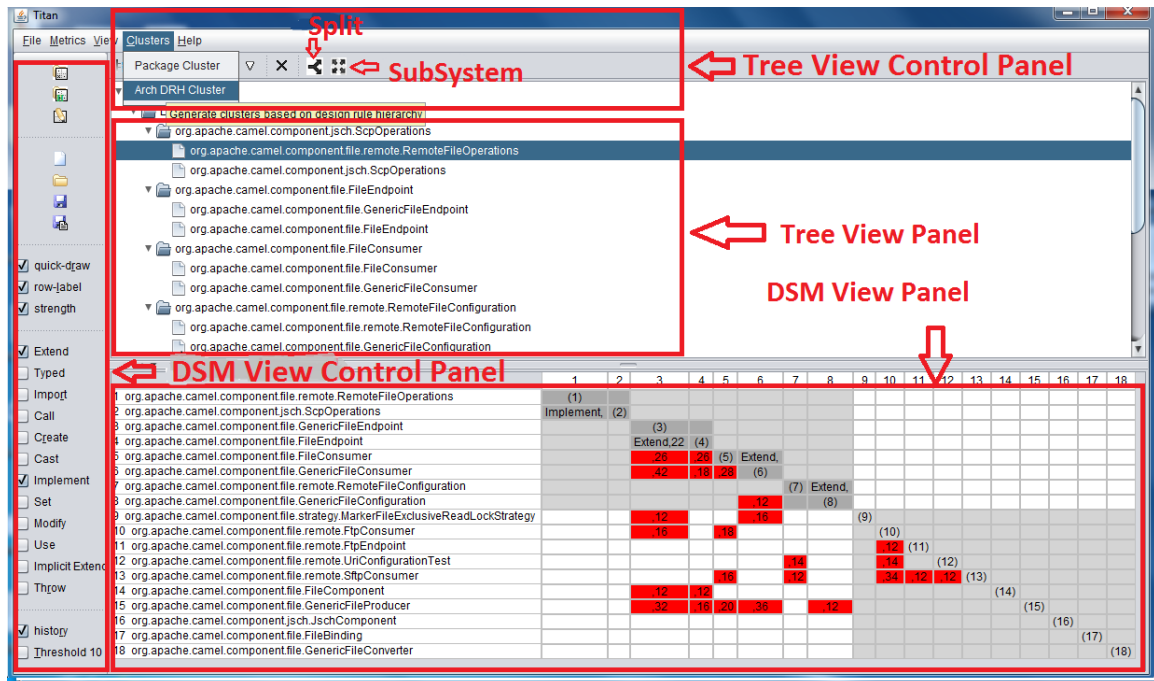 Titan
File Metrics View Clusters Help
Split
Package Cluster
SubSystem
Tree View Control Panel
Arch DRH Cluster
Generate clusters based on design rule hierarchy
org.apache.camel.component.jsch.ScpOperations
org.apache.camel.component.file.remote.RemoteFileOperations
org.apache.camel.component.jsch.ScpOperations
org.apache.camel.component.file.FileEndpoint
org.apache.camel.component.file.GenericFileEndpoint
org.apache.camel.component.file.FileEndpoint
org.apache.camel.component.file.FileConsumer
org.apache.camel.component.file.FileConsumer
org.apache.camel.component.file.GenericFileConsumer
org.apache.camel.component.file.remote.RemoteFileConfiguration
org.apache.camel.component.file.remote.RemoteFileConfiguration
org.apache.camel.component.file.GenericFileConfiguration
Tree View Panel
DSM View Panel
quick-draw
row-label
strength
Extend
Typed
Import
Call
Create
Cast
Implement
Set
Modify
Use
Implicit Extend
Throw
history
Threshold 10
DSM View Control Panel
1 2 3 4 5 6 7 8 9 10 11 12 13 14 15 16 17 18
1 org.apache.camel.component.file.remote.RemoteFileOperations (1)
2 org.apache.camel.component.jsch.ScpOperations Implement, (2)
3 org.apache.camel.component.file.GenericFileEndpoint (3)
4 org.apache.camel.component.file.FileEndpoint Extend,22 (4)
5 org.apache.camel.component.file.FileConsumer ,26 ,26 (5) Extend,
6 org.apache.camel.component.file.GenericFileConsumer ,42 ,18 ,28 (6)
7 org.apache.camel.component.file.remote.RemoteFileConfiguration (7) Extend,
8 org.apache.camel.component.file.GenericFileConfiguration ,12 (8)
9 org.apache.camel.component.file.strategy.MarkerFileExclusiveReadLockStrategy ,12 ,16 (9)
10 org.apache.camel.component.file.remote.FtpConsumer ,16 ,18 (10)
11 org.apache.camel.component.file.remote.FtpEndpoint ,12 (11)
12 org.apache.camel.component.file.remote.UriConfigurationTest ,14 ,14 (12)
13 org.apache.camel.component.file.remote.SftpConsumer ,16 ,12 ,34 ,12 ,12 (13)
14 org.apache.camel.component.file.FileComponent ,12 ,12 (14)
15 org.apache.camel.component.file.GenericFileProducer ,32 ,16 ,20 ,36 ,12 (15)
16 org.apache.camel.component.jsch.JschComponent (16)
17 org.apache.camel.component.file.FileBinding (17)
18 org.apache.camel.component.file.GenericFileConverter (18)